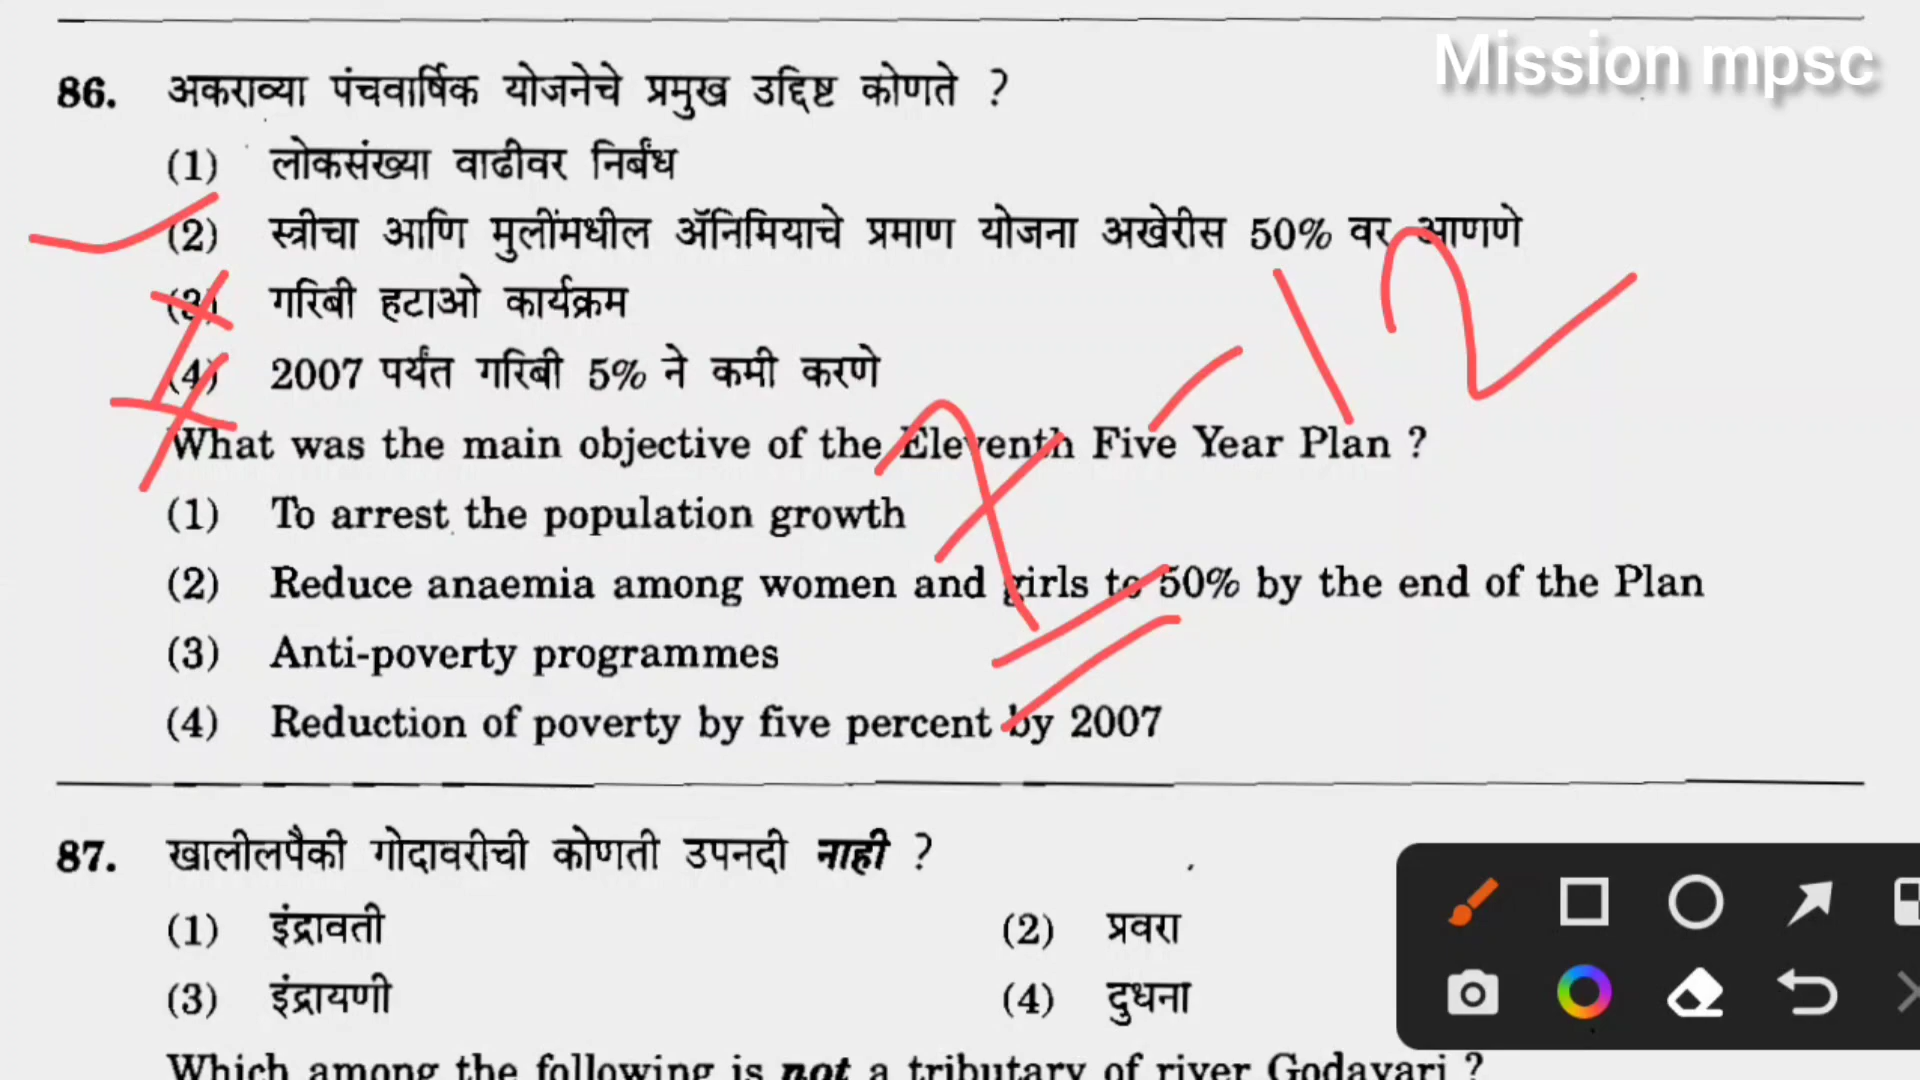 Mission mpsc
86. अकराव्या पंचवार्षिक योजनेचे प्रमुख उद्दिष्ट कोणते ?
(1) लोकसंख्या वाढीवर निर्बंध
(2) स्त्रीचा आणि मुलींमधील ॲनिमियाचे प्रमाण योजना अखेरीस 50% वर आणणे
(3) गरिबी हटाओ कार्यक्रम
(4) 2007 पर्यंत गरिबी 5% ने कमी करणे
What was the main objective of the Eleventh Five Year Plan ?
(1) To arrest the population growth
(2) Reduce anaemia among women and girls to 50% by the end of the Plan
(3) Anti-poverty programmes
(4) Reduction of poverty by five percent by 2007
87. खालीलपैकी गोदावरीची कोणती उपनदी नाही ?
(1) इंद्रावती (2) प्रवरा
(3) इंद्रायणी (4) दुधना
Which among the following is not a tributary of river Godavari ?